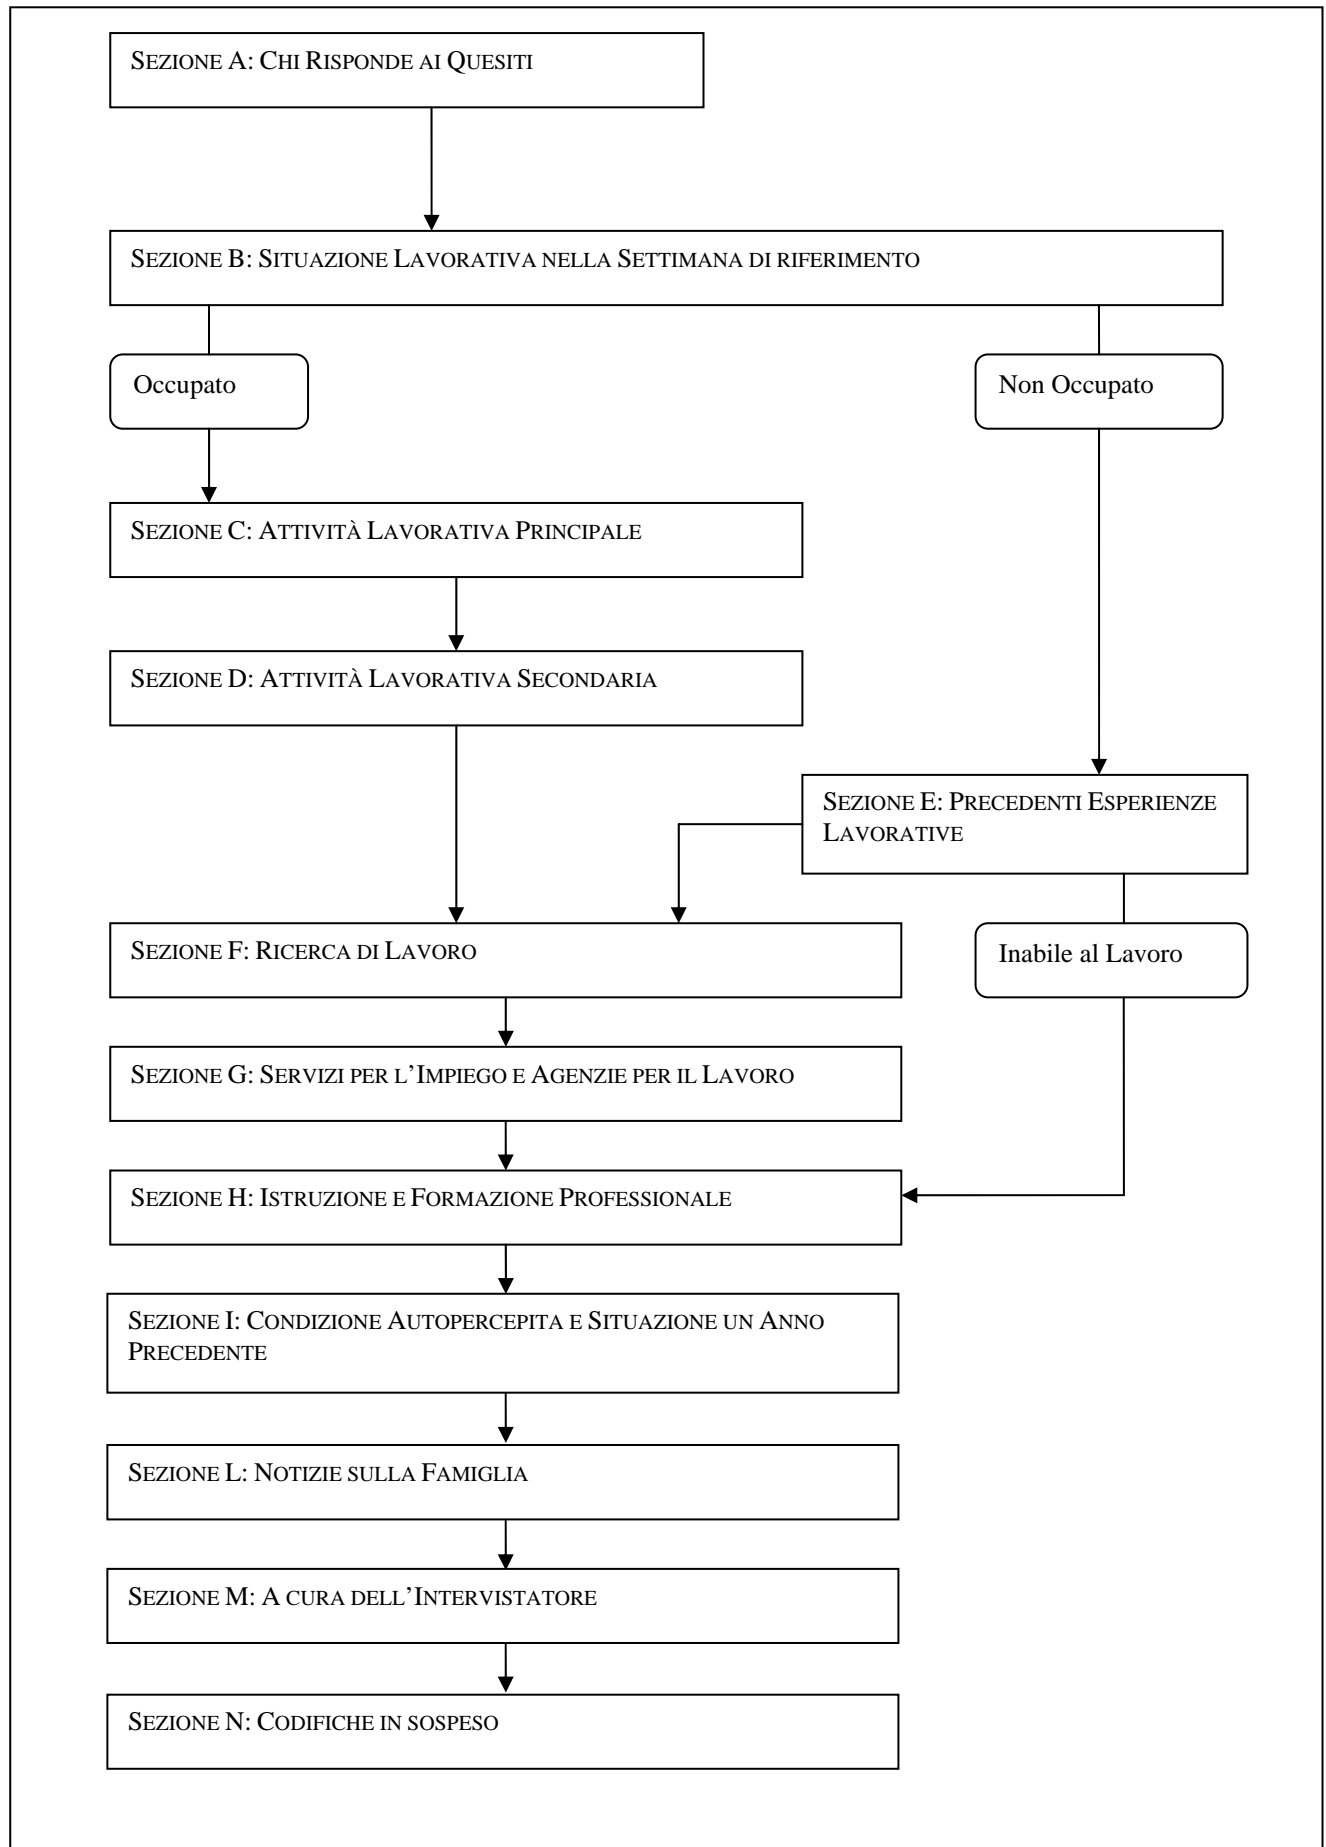 SEZIONE A: CHI RISPONDE AI QUESITI
SEZIONE B: SITUAZIONE LAVORATIVA NELLA SETTIMANA DI RIFERIMENTO
Occupato
Non Occupato
SEZIONE C: ATTIVITÀ LAVORATIVA PRINCIPALE
SEZIONE D: ATTIVITÀ LAVORATIVA SECONDARIA
SEZIONE E: PRECEDENTI ESPERIENZE
LAVORATIVE
SEZIONE F: RICERCA DI LAVORO
Inabile al Lavoro
SEZIONE G: SERVIZI PER L’IMPIEGO E AGENZIE PER IL LAVORO
SEZIONE H: ISTRUZIONE E FORMAZIONE PROFESSIONALE
SEZIONE I: CONDIZIONE AUTOPERCEPITA E SITUAZIONE UN ANNO
PRECEDENTE
SEZIONE L: NOTIZIE SULLA FAMIGLIA
SEZIONE M: A CURA DELL’INTERVISTATORE
SEZIONE N: CODIFICHE IN SOSPESO